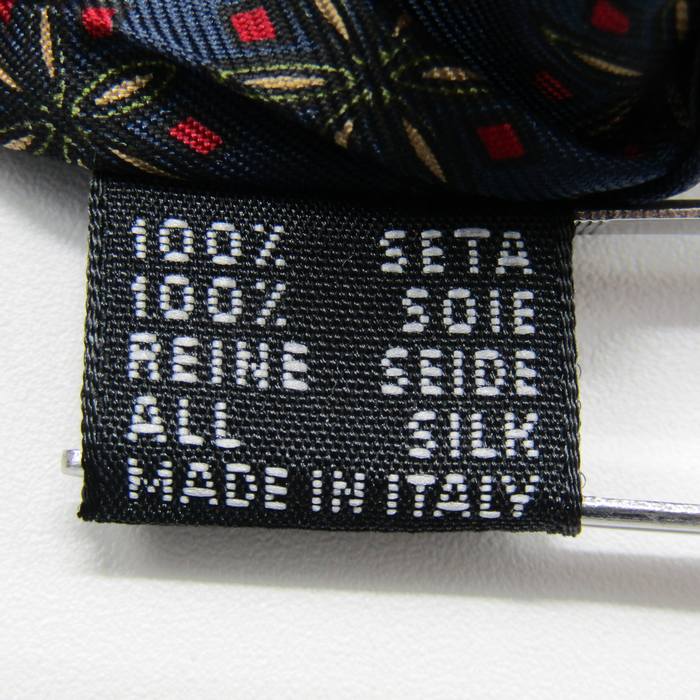 100% SETA
100% SOIE
REINE SEIDE
ALL SILK
MADE IN ITALY